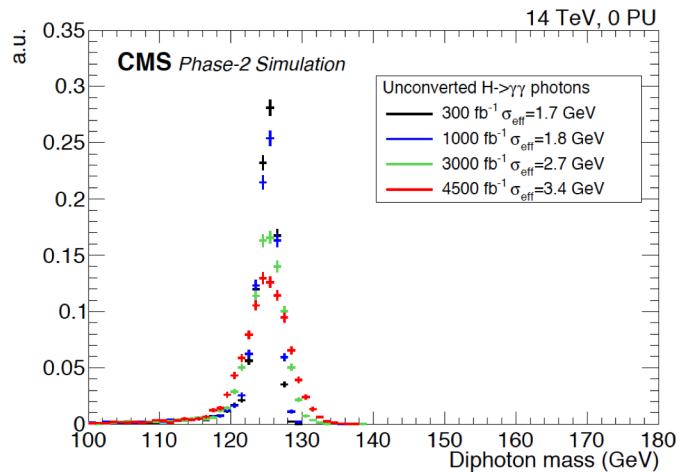 14 TeV, 0 PU
a.u.
CMS Phase-2 Simulation
Unconverted H->γγ photons
300 fb⁻¹ σeff=1.7 GeV
1000 fb⁻¹ σeff=1.8 GeV
3000 fb⁻¹ σeff=2.7 GeV
4500 fb⁻¹ σeff=3.4 GeV
0.35
0.3
0.25
0.2
0.15
0.1
0.05
0
100 110 120 130 140 150 160 170 180
Diphoton mass (GeV)